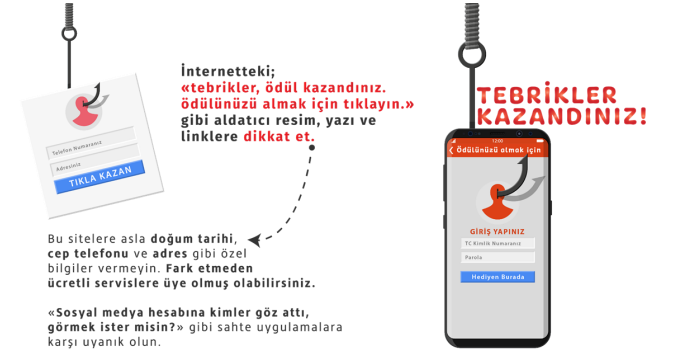 İnternetteki;
«tebrikler, ödül kazandınız.
ödülünüzü almak için tıklayın.»
gibi aldatıcı resim, yazı ve
linklere dikkat et.
Telefon Numaranız
Adresiniz
TIKLA KAZAN
Bu sitelere asla doğum tarihi,
cep telefonu ve adres gibi özel
bilgiler vermeyin. Fark etmeden
ücretli servislere üye olmuş olabilirsiniz.
«Sosyal medya hesabına kimler göz attı,
görmek ister misin?» gibi sahte uygulamalara
karşı uyanık olun.
TEBRİKLER
KAZANDINIZ!
12:00
Ödülünüzü almak için
GİRİŞ YAPINIZ
TC Kimlik Numaranız
Parola
Hediyen Burada